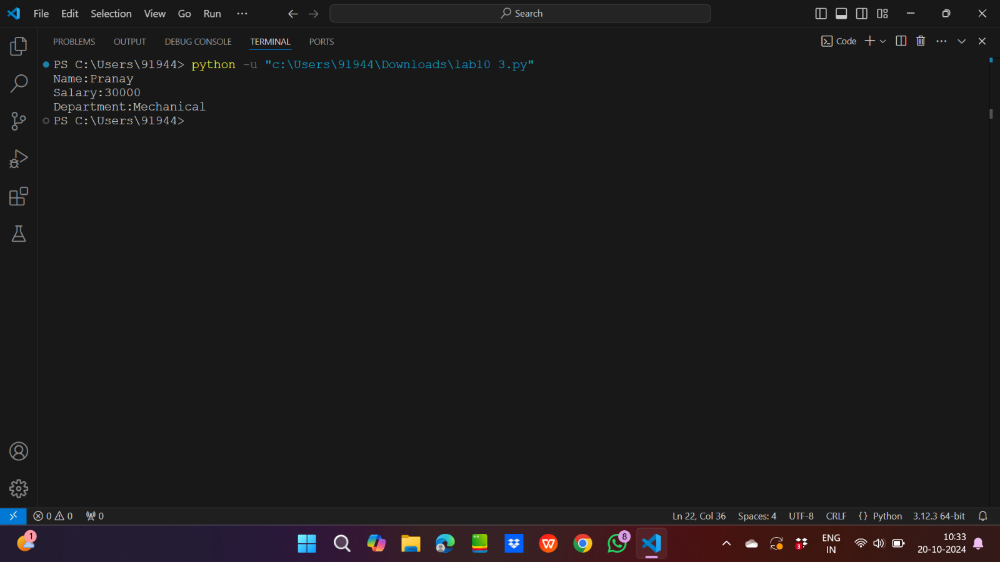 File Edit Selection View Go Run ···
Search
PROBLEMS OUTPUT DEBUG CONSOLE TERMINAL PORTS
Code
PS C:\Users\91944> python -u "c:\Users\91944\Downloads\lab10 3.py"
Name:Pranay
Salary:30000
Department:Mechanical
PS C:\Users\91944>
0 0 0 Ln 22, Col 36 Spaces: 4 UTF-8 CRLF {} Python 3.12.3 64-bit
1
W
8
3
ENG
IN
10:33
20-10-2024